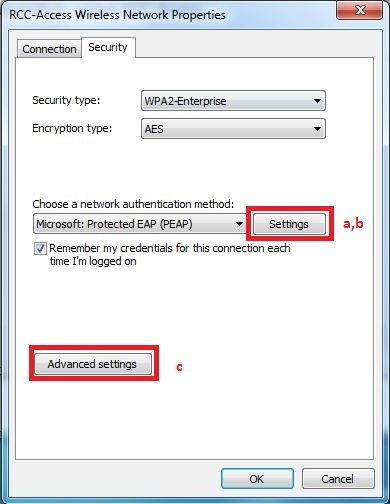 RCC-Access Wireless Network Properties
Connection Security
Security type: WPA2-Enterprise
Encryption type: AES
Choose a network authentication method:
Microsoft: Protected EAP (PEAP) Settings a,b
Remember my credentials for this connection each
time I'm logged on
Advanced settings c
OK Cancel